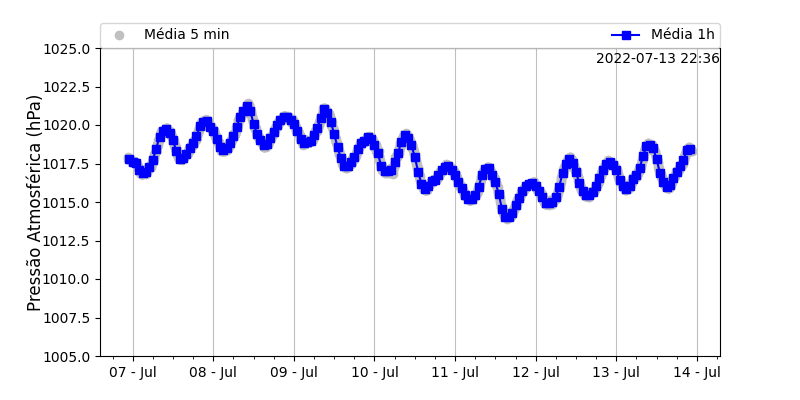 Média 5 min
Média 1h
2022-07-13 22:36
Pressão Atmosférica (hPa)
1025.0
1022.5
1020.0
1017.5
1015.0
1012.5
1010.0
1007.5
1005.0
07 - Jul
08 - Jul
09 - Jul
10 - Jul
11 - Jul
12 - Jul
13 - Jul
14 - Jul